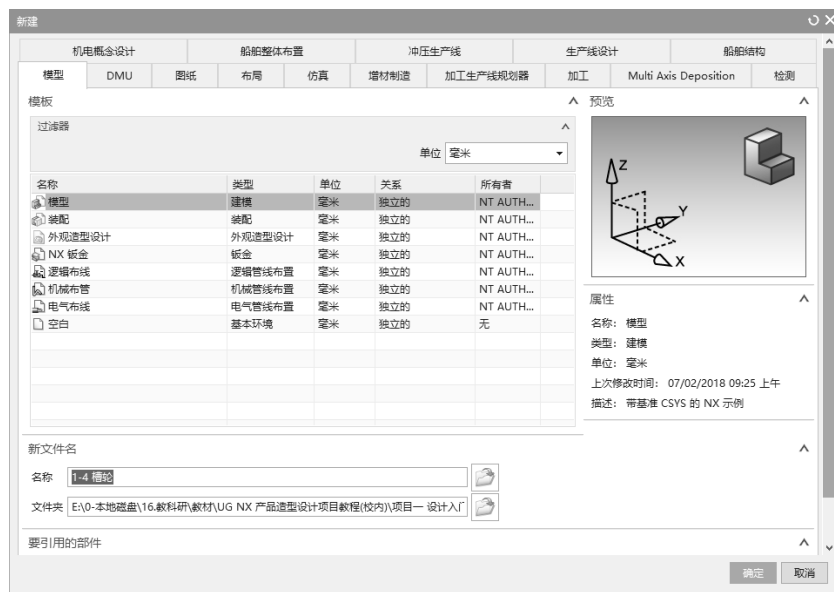 新建
机电概念设计 船舶整体布置 冲压生产线 生产线设计 船舶结构
模型 DMU 图纸 布局 仿真 增材制造 加工生产线规划器 加工 Multi Axis Deposition 检测
模板
过滤器
单位 毫米
名称 类型 单位 关系 所有者
模型 建模 毫米 独立的 NT AUTH...
装配 装配 毫米 独立的 NT AUTH...
外观造型设计 外观造型设计 毫米 独立的 NT AUTH...
NX 钣金 钣金 毫米 独立的 NT AUTH...
逻辑布线 逻辑管线布置 毫米 独立的 NT AUTH...
机械布管 机械管线布置 毫米 独立的 NT AUTH...
电气布线 电气管线布置 毫米 独立的 NT AUTH...
空白 基本环境 毫米 独立的 无
预览
Z
Y
X
属性
名称: 模型
类型: 建模
单位: 毫米
上次修改时间: 07/02/2018 09:25 上午
描述: 带基准 CSYS 的 NX 示例
新文件名
名称 1-4 槽轮
文件夹 E:\0-本地磁盘\16.教科研\教材\UG NX 产品造型设计项目教程(校内)\项目一 设计入门
要引用的部件
确定 取消